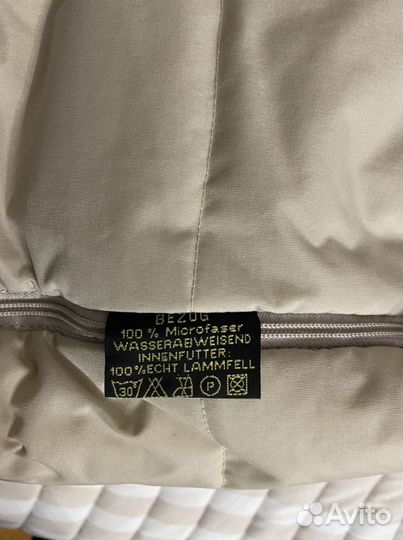 BEZUG
100 % Microfaser
WASSERABWEISEND
INNENFUTTER:
100% ECHT LAMMFELL
30° P
Avito